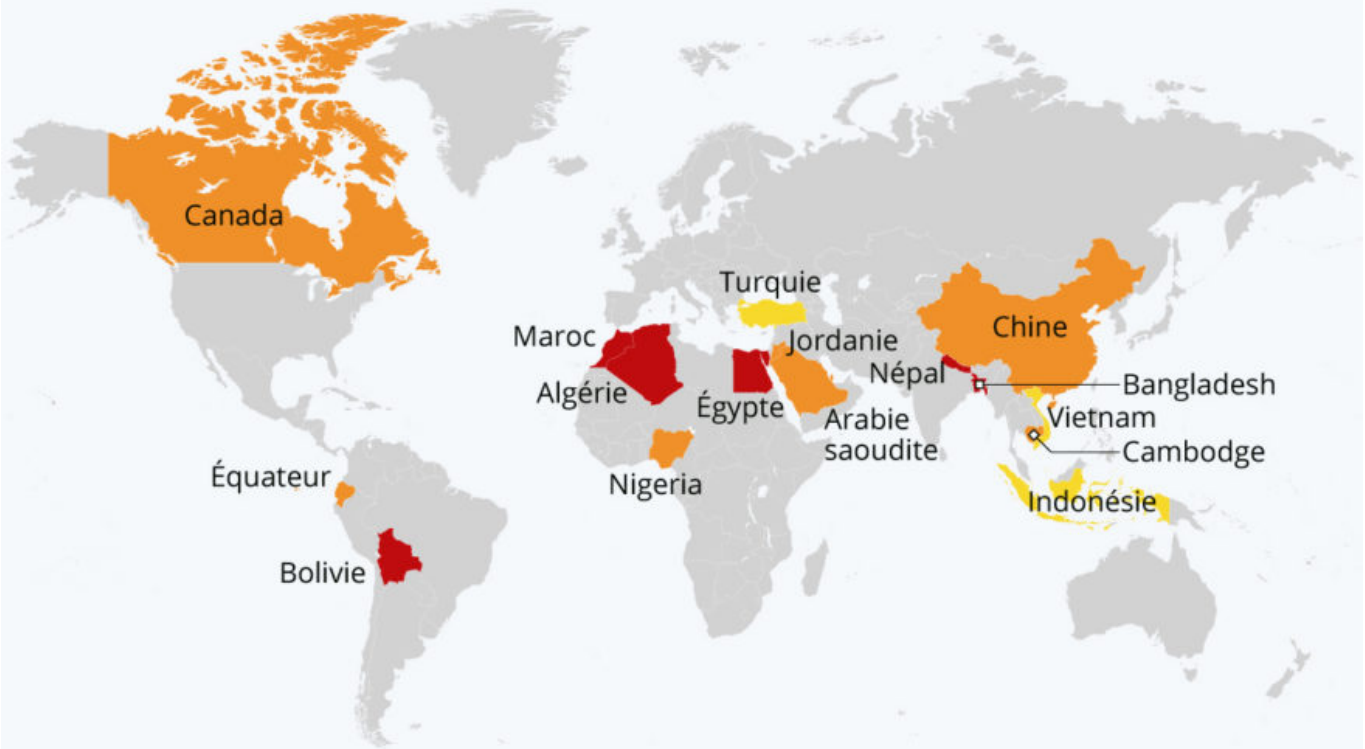 Canada
Turquie
Maroc
Jordanie
Chine
Algérie
Égypte
Népal
Bangladesh
Arabie
saoudite
Vietnam
Cambodge
Équateur
Nigeria
Indonésie
Bolivie